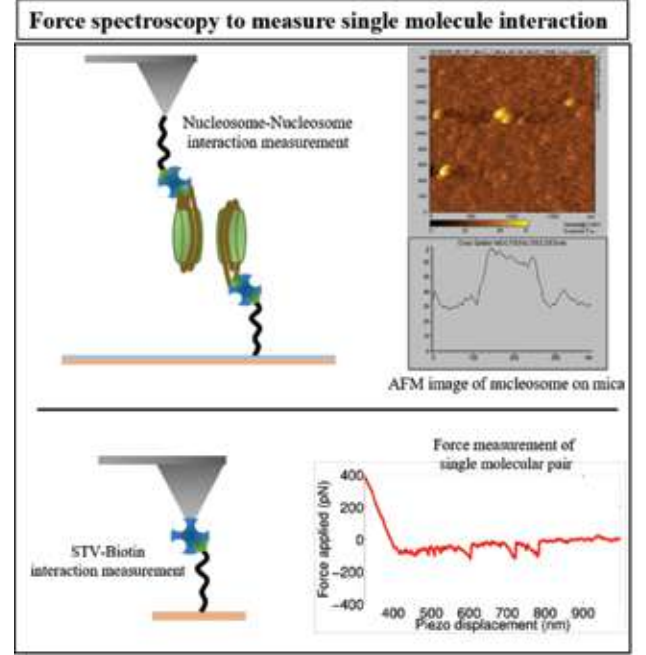 Force spectroscopy to measure single molecule interaction
Nucleosome-Nucleosome
interaction measurement
AFM image of nucleosome on mica
Force measurement of
single molecular pair
STV-Biotin
interaction measurement
Force applied (pN)
400
200
0
−200
−400
400 500 600 700 800 900
Piezo displacement (nm)